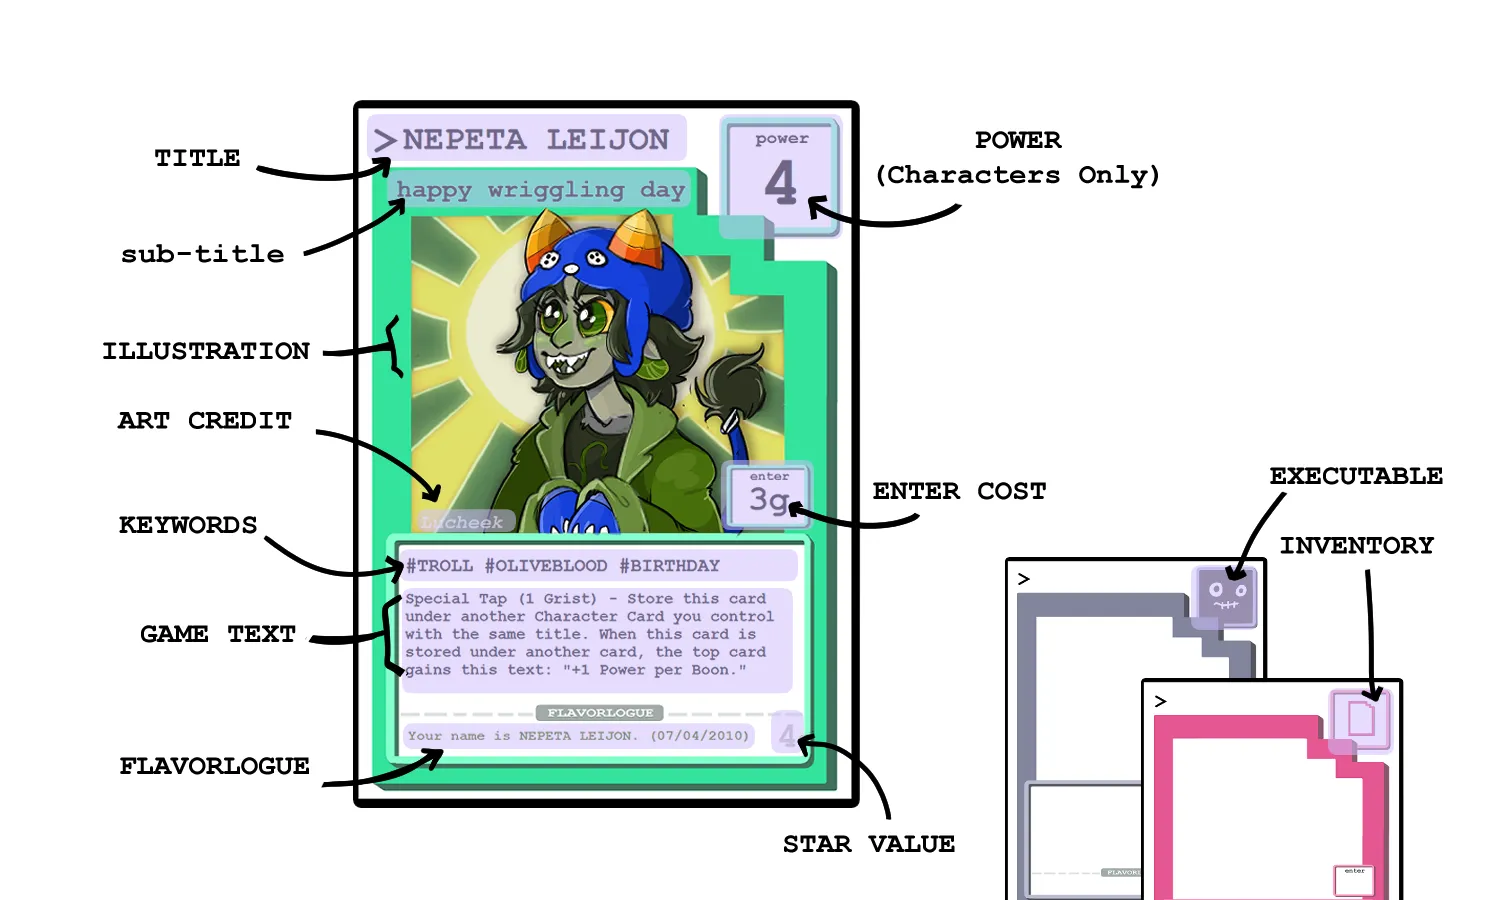 TITLE
sub-title
ILLUSTRATION
ART CREDIT
KEYWORDS
GAME TEXT
FLAVORLOGUE
>NEPETA LEIJON
happy wriggling day
power
4
POWER
(Characters Only)
enter
3g
ENTER COST
Lucheek
#TROLL #OLIVEBLOOD #BIRTHDAY
Special Tap (1 Grist) - Store this card
under another Character Card you control
with the same title. When this card is
stored under another card, the top card
gains this text: "+1 Power per Boon."
FLAVORLOGUE
Your name is NEPETA LEIJON. (07/04/2010)
4
STAR VALUE
EXECUTABLE
INVENTORY
>
FLAVORL
>
enter